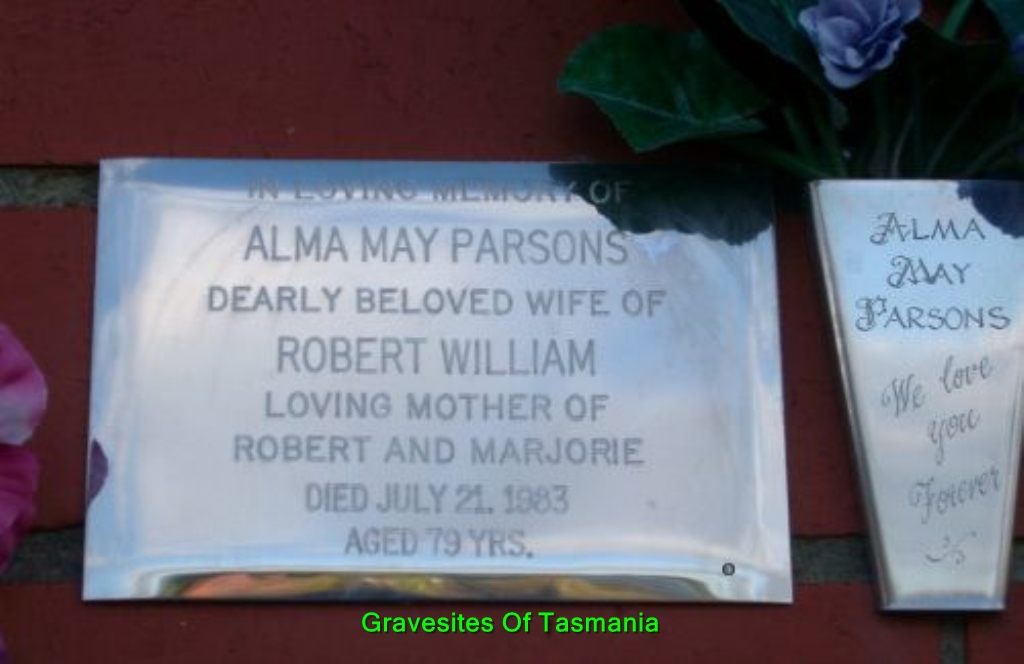 IN LOVING MEMORY OF
ALMA MAY PARSONS
DEARLY BELOVED WIFE OF
ROBERT WILLIAM
LOVING MOTHER OF
ROBERT AND MARJORIE
DIED JULY 21. 1983
AGED 79 YRS.
ALMA
MAY
PARSONS
We love
you
Forever
Gravesites Of Tasmania